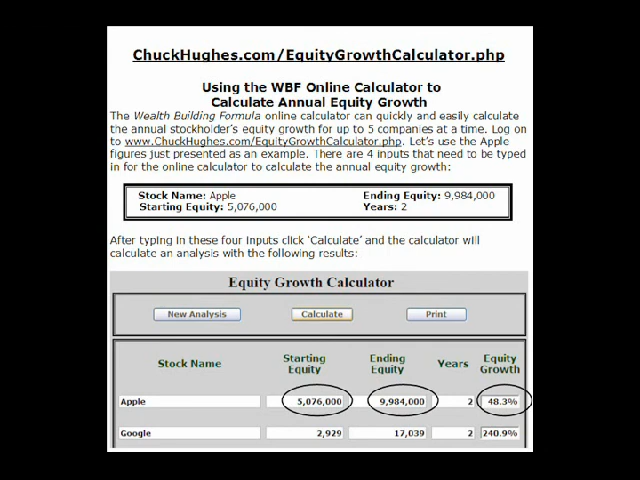 ChuckHughes.com/EquityGrowthCalculator.php
Using the WBF Online Calculator to
Calculate Annual Equity Growth
The Wealth Building Formula online calculator can quickly and easily calculate
the annual stockholder's equity growth for up to 5 companies at a time. Log on
to www.ChuckHughes.com/EquityGrowthCalculator.php. Let's use the Apple
figures just presented as an example. There are 4 inputs that need to be typed
in for the online calculator to calculate the annual equity growth:
Stock Name: Apple Ending Equity: 9,984,000
Starting Equity: 5,076,000 Years: 2
After typing in these four inputs click 'Calculate' and the calculator will
calculate an analysis with the following results:
Equity Growth Calculator
New Analysis Calculate Print
Stock Name Starting Equity Ending Equity Years Equity Growth
Apple 5,076,000 9,984,000 2 48.3%
Google 2,929 17,039 2 240.9%